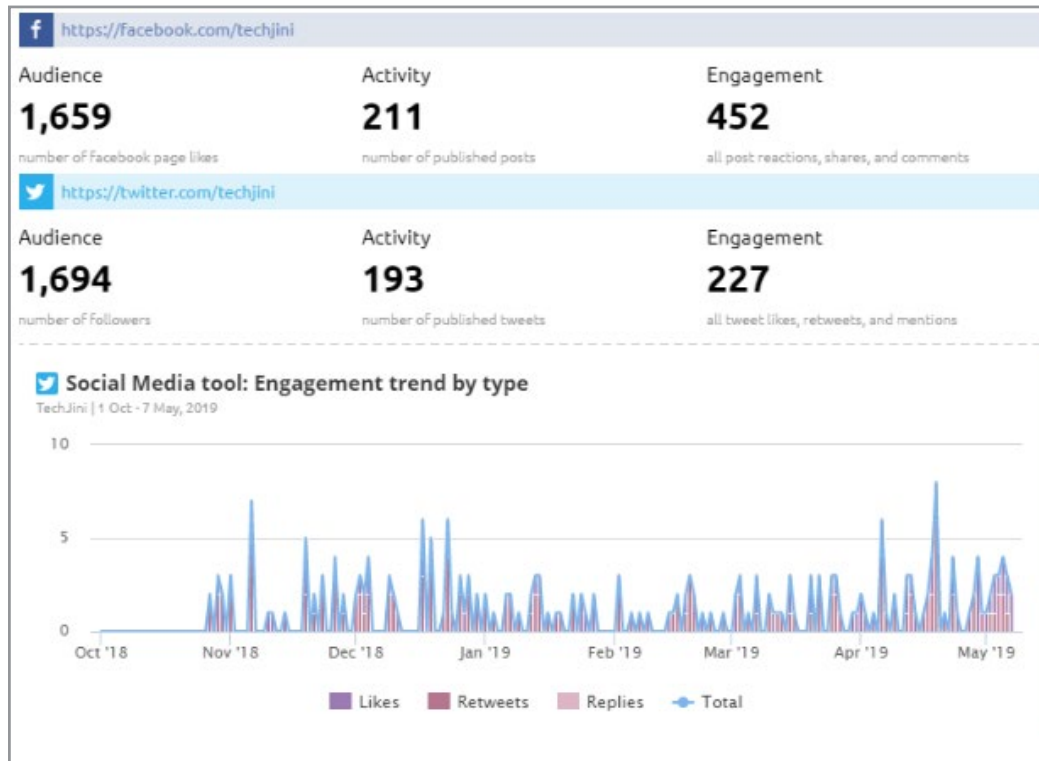 f https://facebook.com/techjini
Audience Activity Engagement
1,659 211 452
number of facebook page likes number of published posts all post reactions, shares, and comments
https://twitter.com/techjini
Audience Activity Engagement
1,694 193 227
number of followers number of published tweets all tweet likes, retweets, and mentions
Social Media tool: Engagement trend by type
TechJini | 1 Oct - 7 May, 2019
10
5
0
Oct '18 Nov '18 Dec '18 Jan '19 Feb '19 Mar '19 Apr '19 May '19
Likes Retweets Replies Total